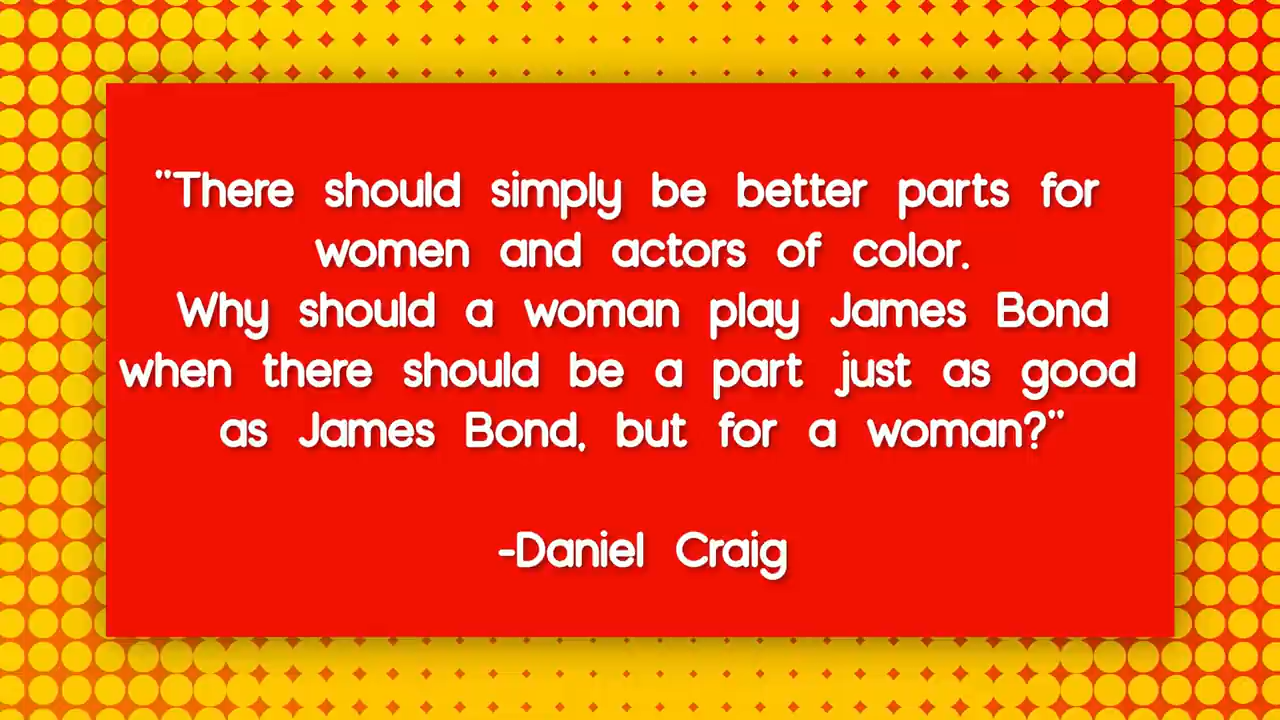 "There should simply be better parts for
women and actors of color.
Why should a woman play James Bond
when there should be a part just as good
as James Bond, but for a woman?"
-Daniel Craig